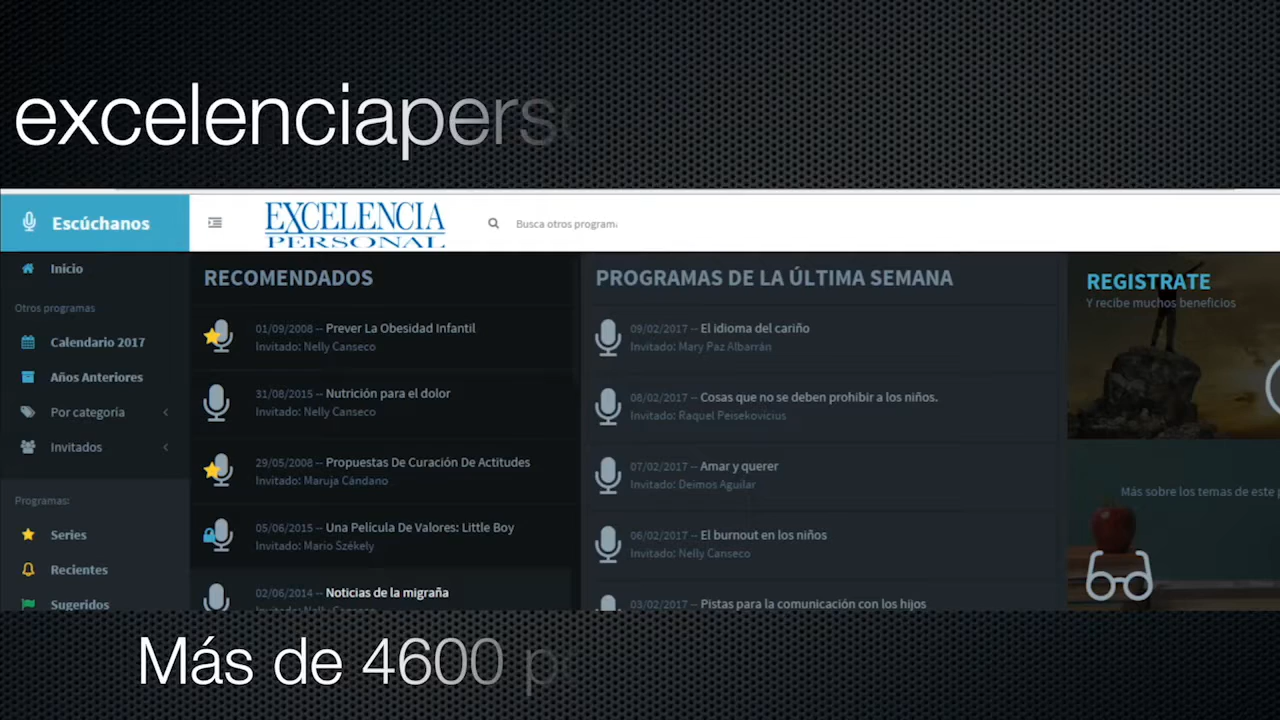 excelenciapers
Escúchanos
EXCELENCIA
PERSONAL
Busca otros programa
Inicio
Otros programas
Calendario 2017
Años Anteriores
Por categoría
Invitados
Programas:
Series
Recientes
Sugeridos
RECOMENDADOS
01/09/2008 -- Prever La Obesidad Infantil
Invitado: Nelly Canseco
31/08/2015 -- Nutrición para el dolor
Invitado: Nelly Canseco
29/05/2008 -- Propuestas De Curación De Actitudes
Invitado: Maruja Cándano
05/06/2015 -- Una Película De Valores: Little Boy
Invitado: Mario Székely
02/06/2014 -- Noticias de la migraña
Invitado: Nelly Canseco
PROGRAMAS DE LA ÚLTIMA SEMANA
09/02/2017 -- El idioma del cariño
Invitado: Mary Paz Albarrán
08/02/2017 -- Cosas que no se deben prohibir a los niños.
Invitado: Raquel Peisekovicius
07/02/2017 -- Amar y querer
Invitado: Deimos Aguilar
06/02/2017 -- El burnout en los niños
Invitado: Nelly Canseco
03/02/2017 -- Pistas para la comunicación con los hijos
REGISTRATE
Y recibe muchos beneficios
Más sobre los temas de este
Más de 4600 p